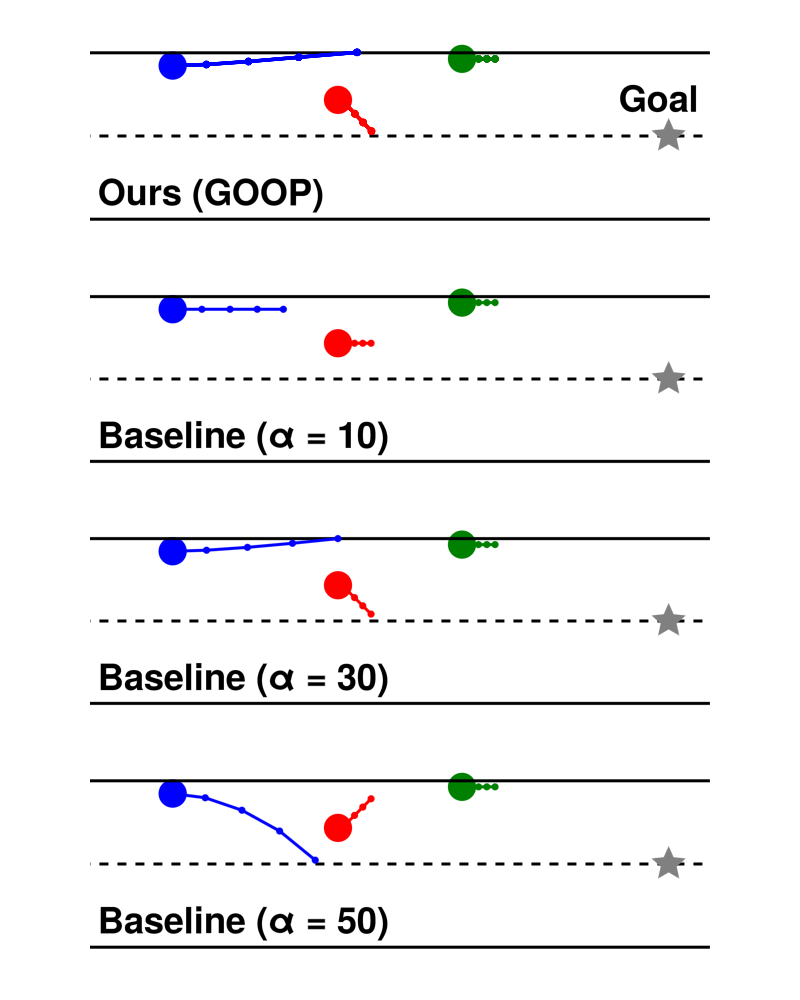 Goal
Ours (GOOP)
Baseline (α = 10)
Baseline (α = 30)
Baseline (α = 50)